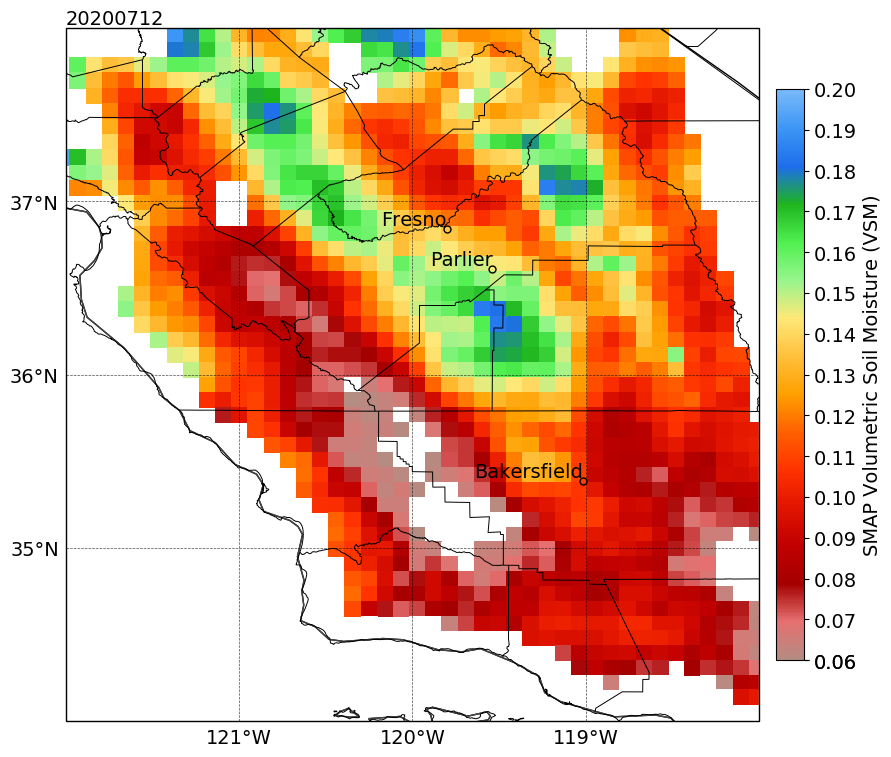 20200712
0.20
0.19
0.18
0.17
0.16
0.15
0.14
0.13
0.12
0.11
0.10
0.09
0.08
0.07
0.06
SMAP Volumetric Soil Moisture (VSM)
37°N
36°N
35°N
Fresno
Parlier
Bakersfield
121°W
120°W
119°W